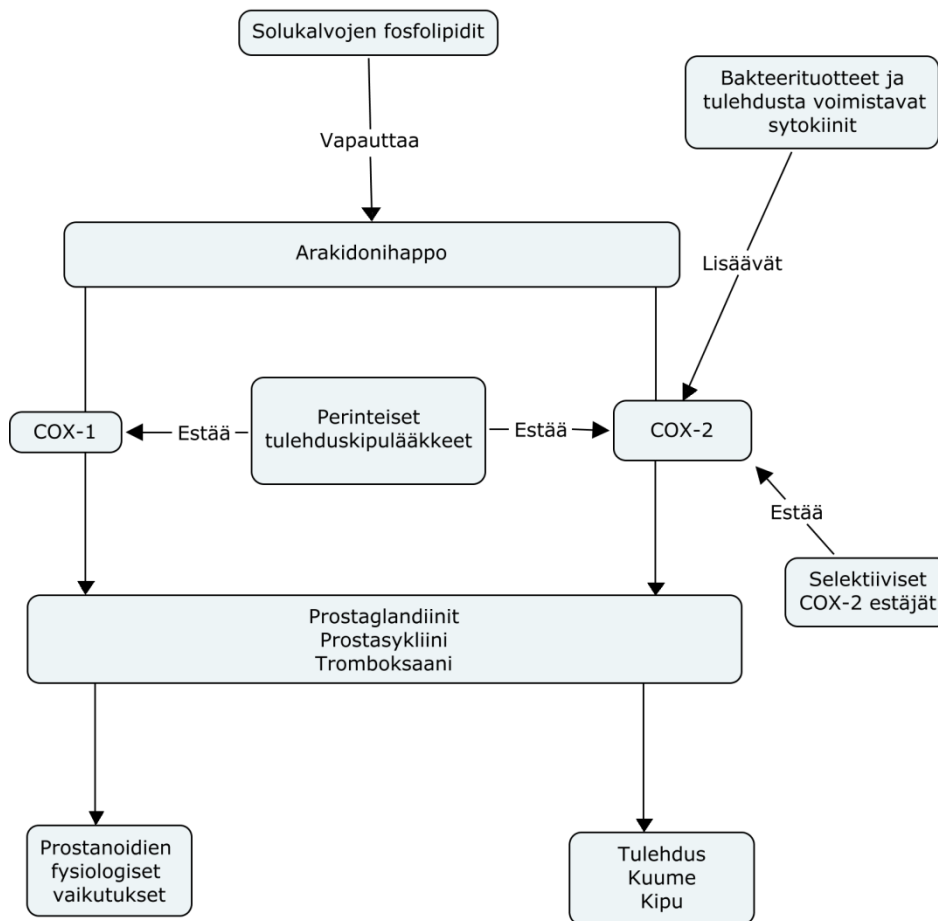 Solukalvojen fosfolipidit
Bakteerituotteet ja
tulehdusta voimistavat
sytokiinit
Vapauttaa
Arakidonihappo
Lisäävät
COX-1
Estää
Perinteiset
tulehduskipulääkkeet
Estää
COX-2
Estää
Selektiiviset
COX-2 estäjät
Prostaglandiinit
Prostasykliini
Tromboksaani
Prostanoidien
fysiologiset
vaikutukset
Tulehdus
Kuume
Kipu